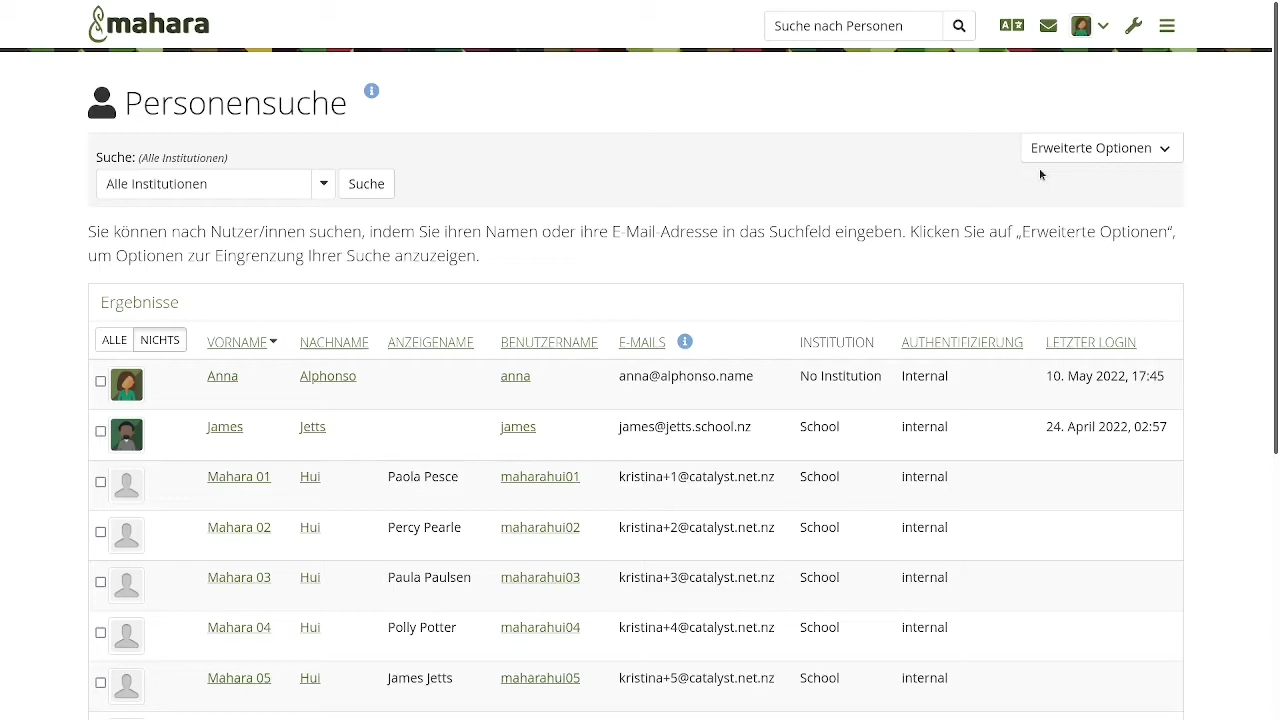 mahara
Suche nach Personen
Personensuche
Suche: (Alle Institutionen)
Erweiterte Optionen
Alle Institutionen
Suche
Sie können nach Nutzer/innen suchen, indem Sie ihren Namen oder ihre E-Mail-Adresse in das Suchfeld eingeben. Klicken Sie auf „Erweiterte Optionen“,
um Optionen zur Eingrenzung Ihrer Suche anzuzeigen.
Ergebnisse
ALLE NICHTS VORNAME NACHNAME ANZEIGENAME BENUTZERNAME E-MAILS INSTITUTION AUTHENTIFIZIERUNG LETZTER LOGIN
Anna Alphonso anna anna@alphonso.name No Institution Internal 10. May 2022, 17:45
James Jetts james james@jetts.school.nz School internal 24. April 2022, 02:57
Mahara 01 Hui Paola Pesce maharahui01 kristina+1@catalyst.net.nz School internal
Mahara 02 Hui Percy Pearle maharahui02 kristina+2@catalyst.net.nz School internal
Mahara 03 Hui Paula Paulsen maharahui03 kristina+3@catalyst.net.nz School internal
Mahara 04 Hui Polly Potter maharahui04 kristina+4@catalyst.net.nz School internal
Mahara 05 Hui James Jetts maharahui05 kristina+5@catalyst.net.nz School internal